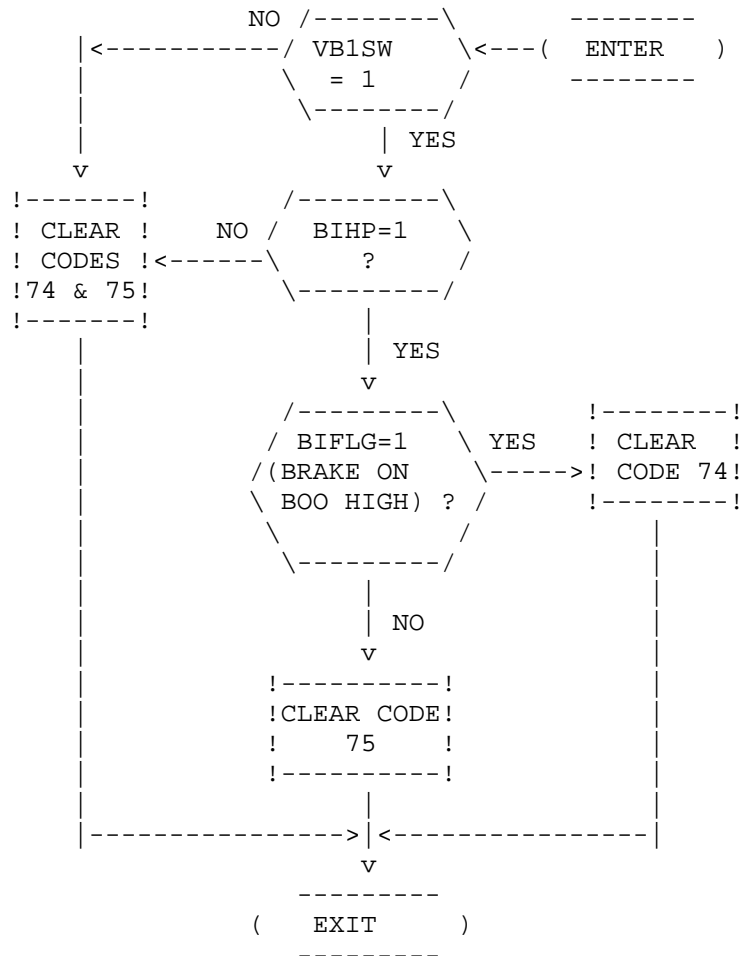 NO
VB1SW
= 1
ENTER
YES
CLEAR
CODES
74 & 75
NO
BIHP=1
?
YES
BIFLG=1
(BRAKE ON
BOO HIGH) ?
YES
CLEAR
CODE 74
NO
CLEAR CODE
75
EXIT